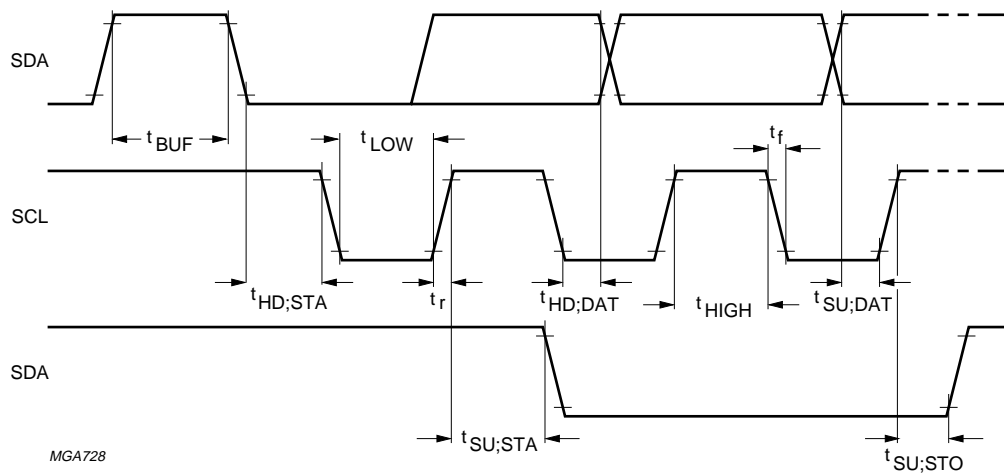 SDA
t BUF
t LOW
t f
SCL
t HD;STA
t r
t HD;DAT
t HIGH
t SU;DAT
SDA
t SU;STA
t SU;STO
MGA728